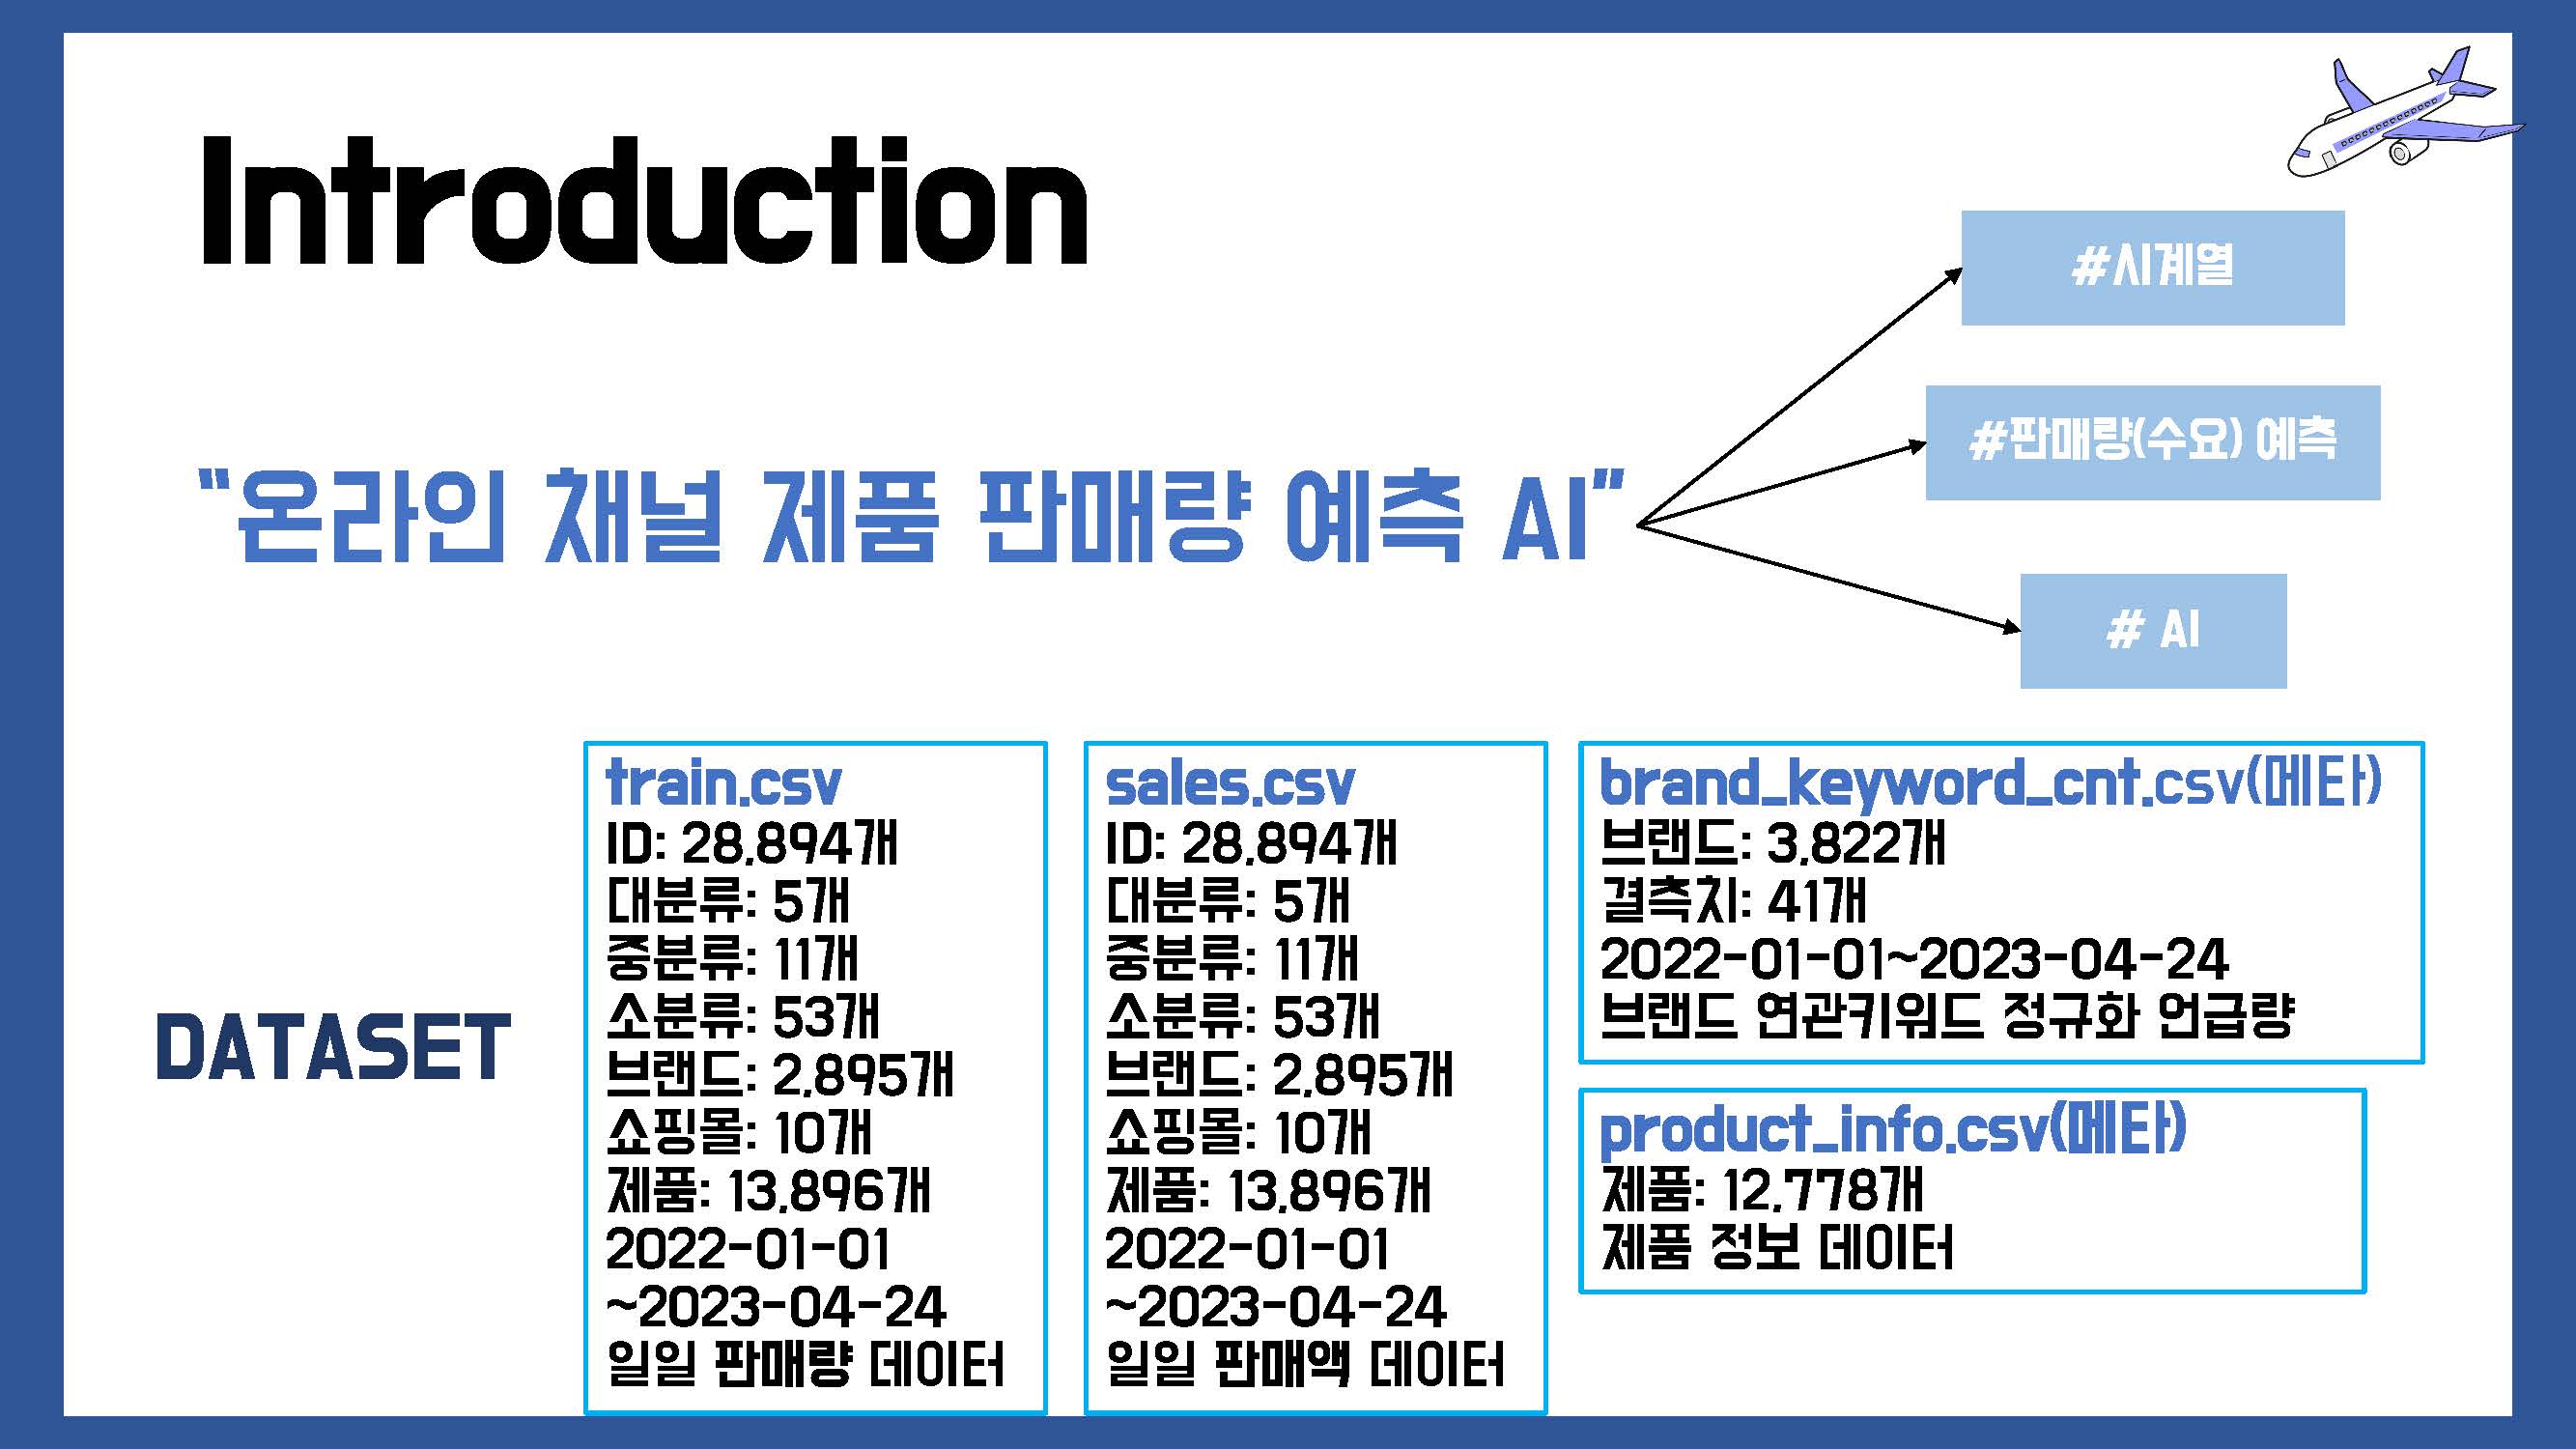 Introduction
#시계열
#판매량(수요) 예측
"온라인 채널 제품 판매량 예측 AI"
# AI
DATASET
train.csv
ID: 28,894개
대분류: 5개
중분류: 11개
소분류: 53개
브랜드: 2,895개
쇼핑몰: 10개
제품: 13,896개
2022-01-01
~2023-04-24
일일 판매량 데이터
sales.csv
ID: 28,894개
대분류: 5개
중분류: 11개
소분류: 53개
브랜드: 2,895개
쇼핑몰: 10개
제품: 13,896개
2022-01-01
~2023-04-24
일일 판매액 데이터
brand_keyword_cnt.csv(메타)
브랜드: 3,822개
결측치: 41개
2022-01-01~2023-04-24
브랜드 연관키워드 정규화 언급량
product_info.csv(메타)
제품: 12,778개
제품 정보 데이터